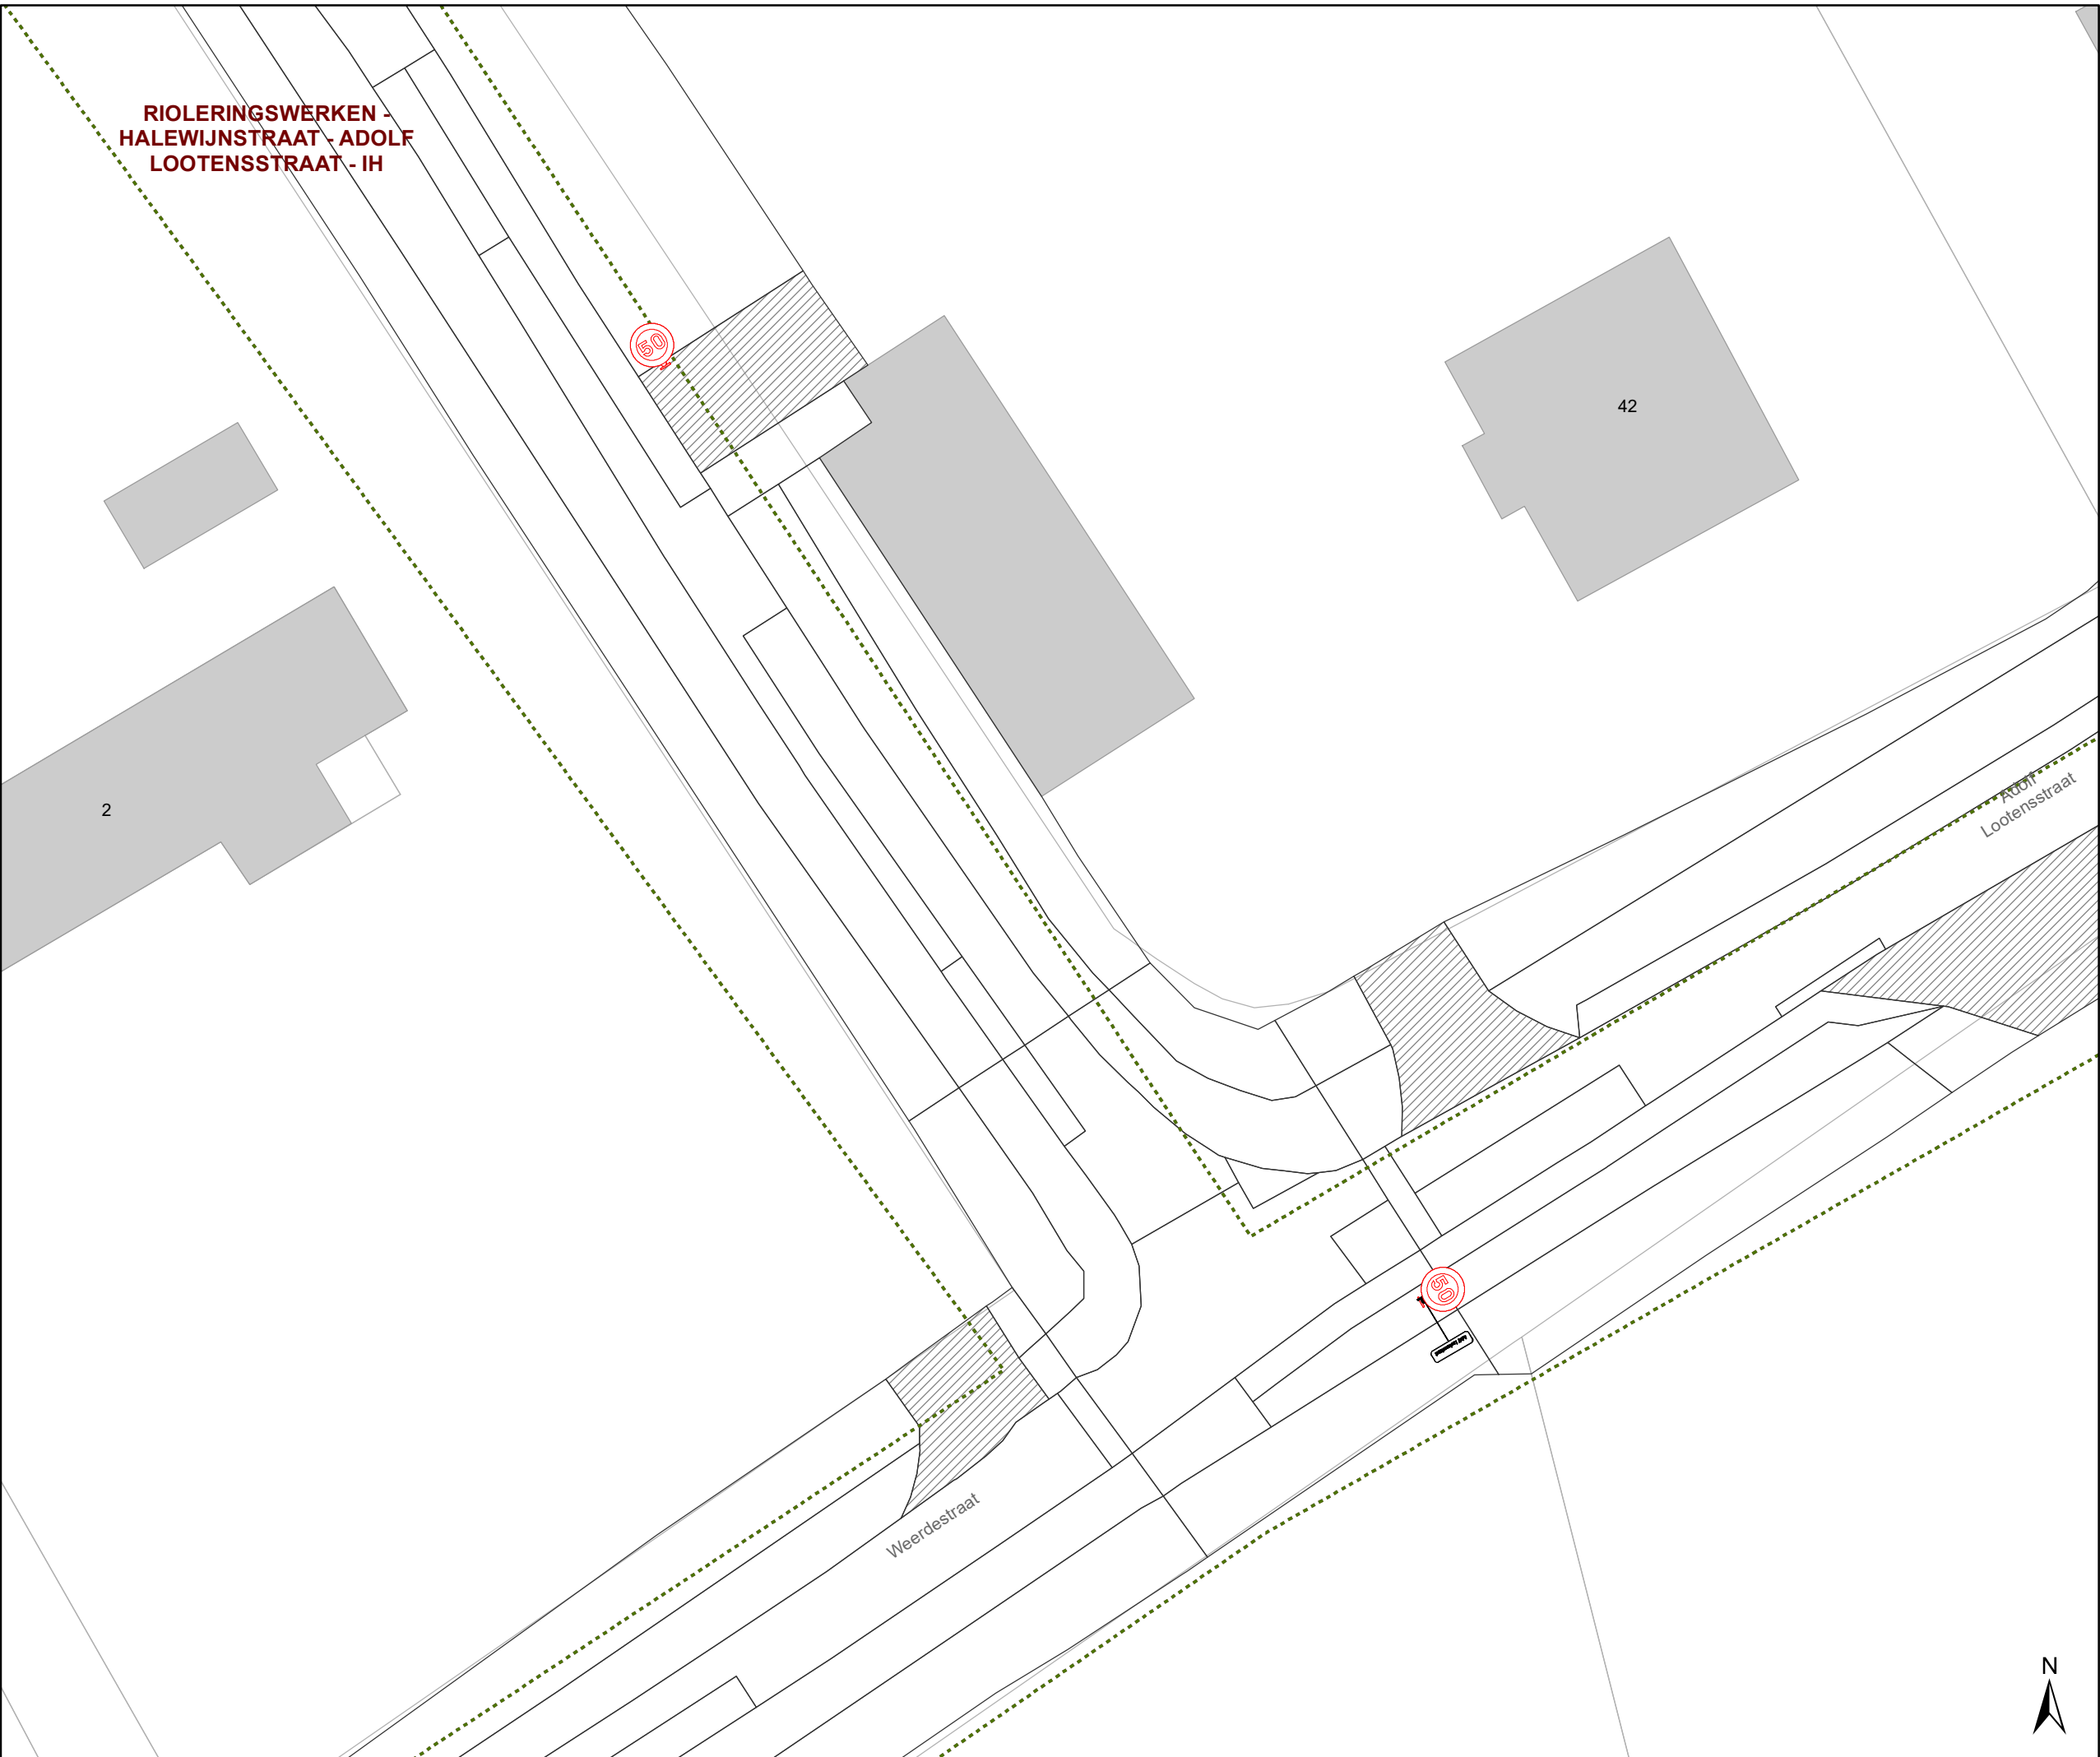 RIOLERINGSWERKEN -
HALEWIJNSTRAAT - ADOLF
LOOTENSSTRAAT - IH
50
42
2
Adolf
Lootensstraat
50
Weerdestraat
N